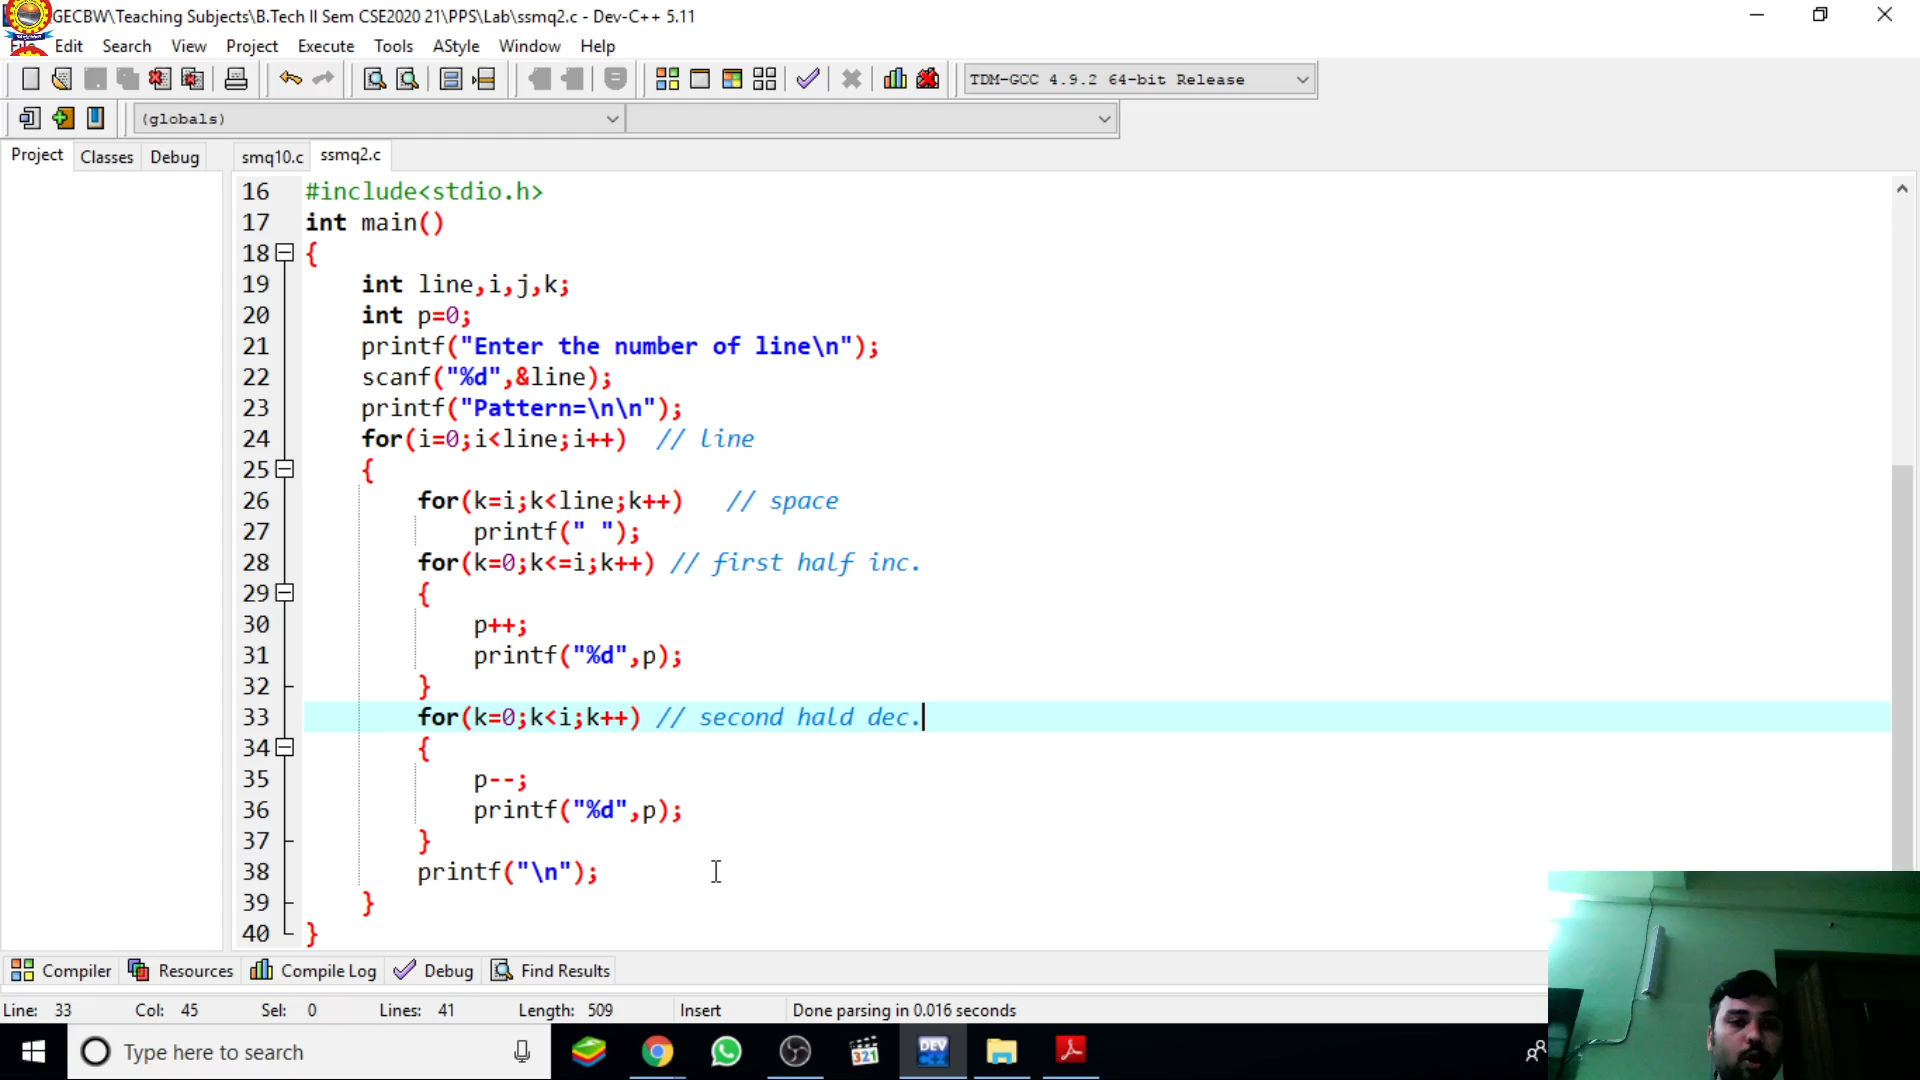 GECBW\Teaching Subjects\B.Tech II Sem CSE2020 21\PPS\Lab\ssmq2.c - Dev-C++ 5.11
File Edit Search View Project Execute Tools AStyle Window Help
TDM-GCC 4.9.2 64-bit Release
(globals)
Project Classes Debug smq10.c ssmq2.c
16 #include<stdio.h>
17 int main()
18 {
19 int line,i,j,k;
20 int p=0;
21 printf("Enter the number of line\n");
22 scanf("%d",&line);
23 printf("Pattern=\n\n");
24 for(i=0;i<line;i++) // line
25 {
26 for(k=i;k<line;k++) // space
27 printf(" ");
28 for(k=0;k<=i;k++) // first half inc.
29 {
30 p++;
31 printf("%d",p);
32 }
33 for(k=0;k<i;k++) // second hald dec.
34 {
35 p--;
36 printf("%d",p);
37 }
38 printf("\n");
39 }
40 }
Compiler Resources Compile Log Debug Find Results
Line: 33 Col: 45 Sel: 0 Lines: 41 Length: 509 Insert Done parsing in 0.016 seconds
Type here to search
321
DEV C++